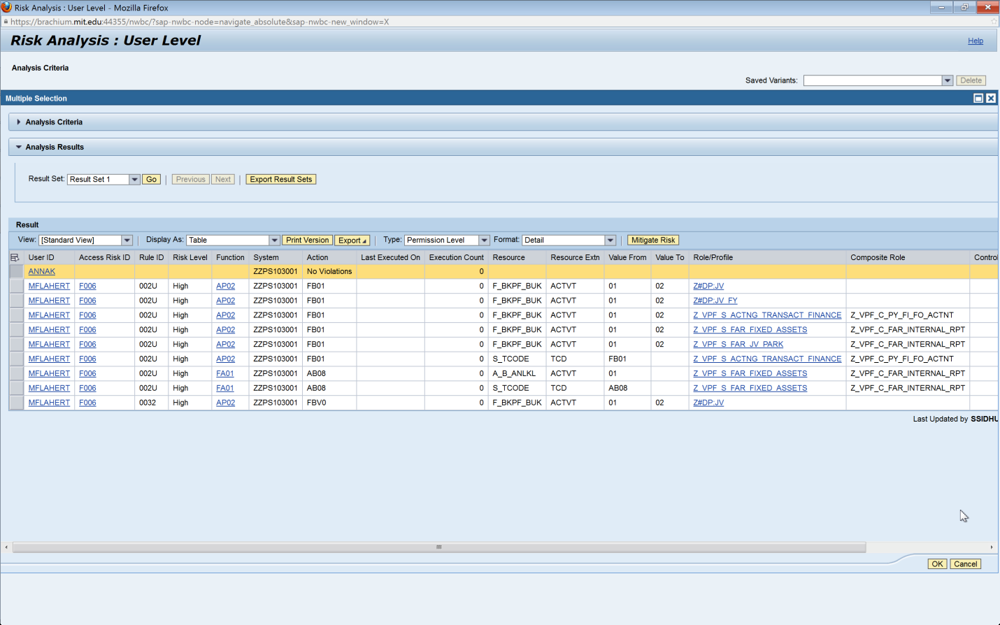 Risk Analysis : User Level - Mozilla Firefox
https://brachium.mit.edu:44355/nwbc/?sap-nwbc-node=navigate_absolute&sap-nwbc-new_window=X
Risk Analysis : User Level Help
Analysis Criteria
Saved Variants: Delete
Multiple Selection
Analysis Criteria
Analysis Results
Result Set: Result Set 1 Go Previous Next Export Result Sets
Result
View: [Standard View] Display As: Table Print Version Export Type: Permission Level Format: Detail Mitigate Risk
User ID Access Risk ID Rule ID Risk Level Function System Action Last Executed On Execution Count Resource Resource Extn Value From Value To Role/Profile Composite Role Control
ANNAK ZZPS103001 No Violations 0
MFLAHERT F006 002U High AP02 ZZPS103001 FB01 0 F_BKPF_BUK ACTVT 01 02 Z#DP:JV
MFLAHERT F006 002U High AP02 ZZPS103001 FB01 0 F_BKPF_BUK ACTVT 01 02 Z#DP:JV_FY
MFLAHERT F006 002U High AP02 ZZPS103001 FB01 0 F_BKPF_BUK ACTVT 01 02 Z_VPF_S_ACTNG_TRANSACT_FINANCE Z_VPF_C_PY_FI_FO_ACTNT
MFLAHERT F006 002U High AP02 ZZPS103001 FB01 0 F_BKPF_BUK ACTVT 01 02 Z_VPF_S_FAR_FIXED_ASSETS Z_VPF_C_FAR_INTERNAL_RPT
MFLAHERT F006 002U High AP02 ZZPS103001 FB01 0 F_BKPF_BUK ACTVT 01 02 Z_VPF_S_FAR_JV_PARK Z_VPF_C_FAR_INTERNAL_RPT
MFLAHERT F006 002U High AP02 ZZPS103001 FB01 0 S_TCODE TCD FB01 Z_VPF_S_ACTNG_TRANSACT_FINANCE Z_VPF_C_PY_FI_FO_ACTNT
MFLAHERT F006 002U High FA01 ZZPS103001 AB08 0 A_B_ANLKL ACTVT 01 Z_VPF_S_FAR_FIXED_ASSETS Z_VPF_C_FAR_INTERNAL_RPT
MFLAHERT F006 002U High FA01 ZZPS103001 AB08 0 S_TCODE TCD AB08 Z_VPF_S_FAR_FIXED_ASSETS Z_VPF_C_FAR_INTERNAL_RPT
MFLAHERT F006 0032 High AP02 ZZPS103001 FBV0 0 F_BKPF_BUK ACTVT 01 02 Z#DP:JV
Last Updated by SSIDHU
OK Cancel